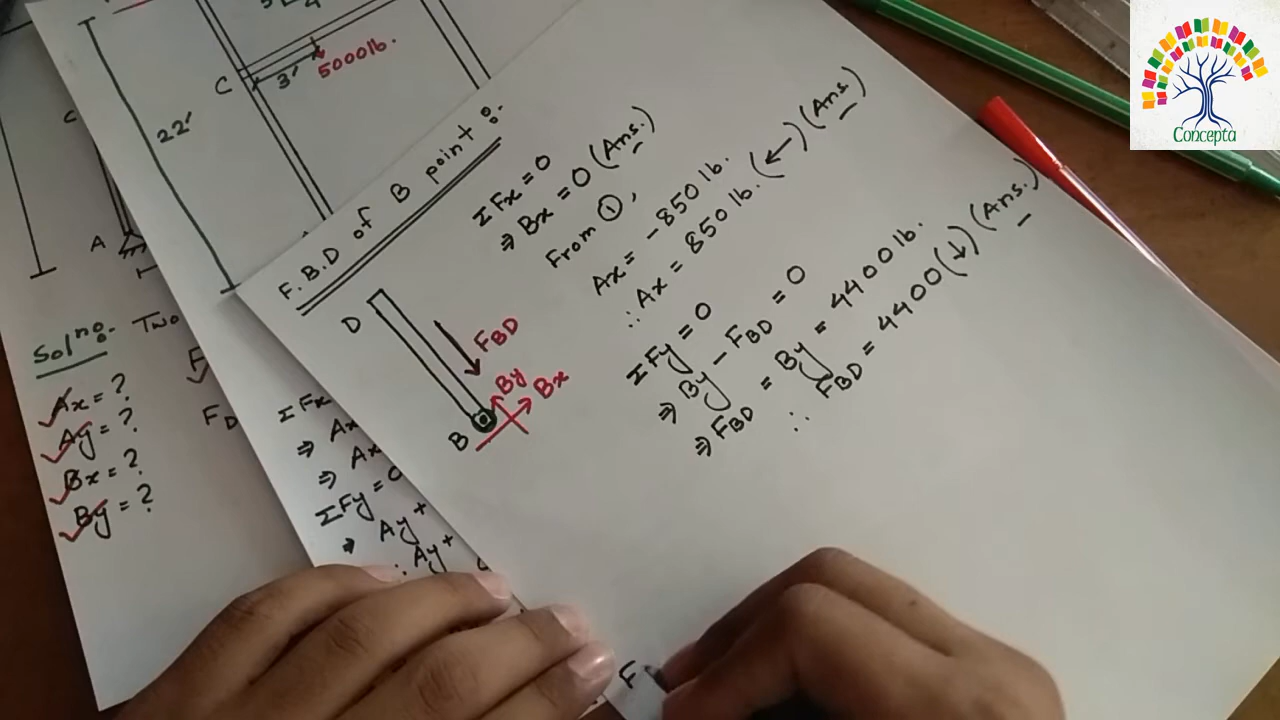 5000lb.
C
3'
22'
C
A
Soln:- Two
Ax = ?
Ay = ?
Bx = ?
By = ?
F
FD
ΣFx
⇒ Ax
⇒ Ax
ΣFy = 0
⇒ Ay +
∴ Ay +
F.B.D of B point :-
D
FBD
By
Bx
B
ΣFx = 0
⇒ Bx = 0 (Ans.)
From ①,
Ax = -850 lb.
∴ Ax = 850 lb. (←) (Ans.)
ΣFy = 0
⇒ By - FBD = 0
⇒ FBD = By = 4400 lb.
∴ FBD = 4400 (↓) (Ans.)
F
Concepta